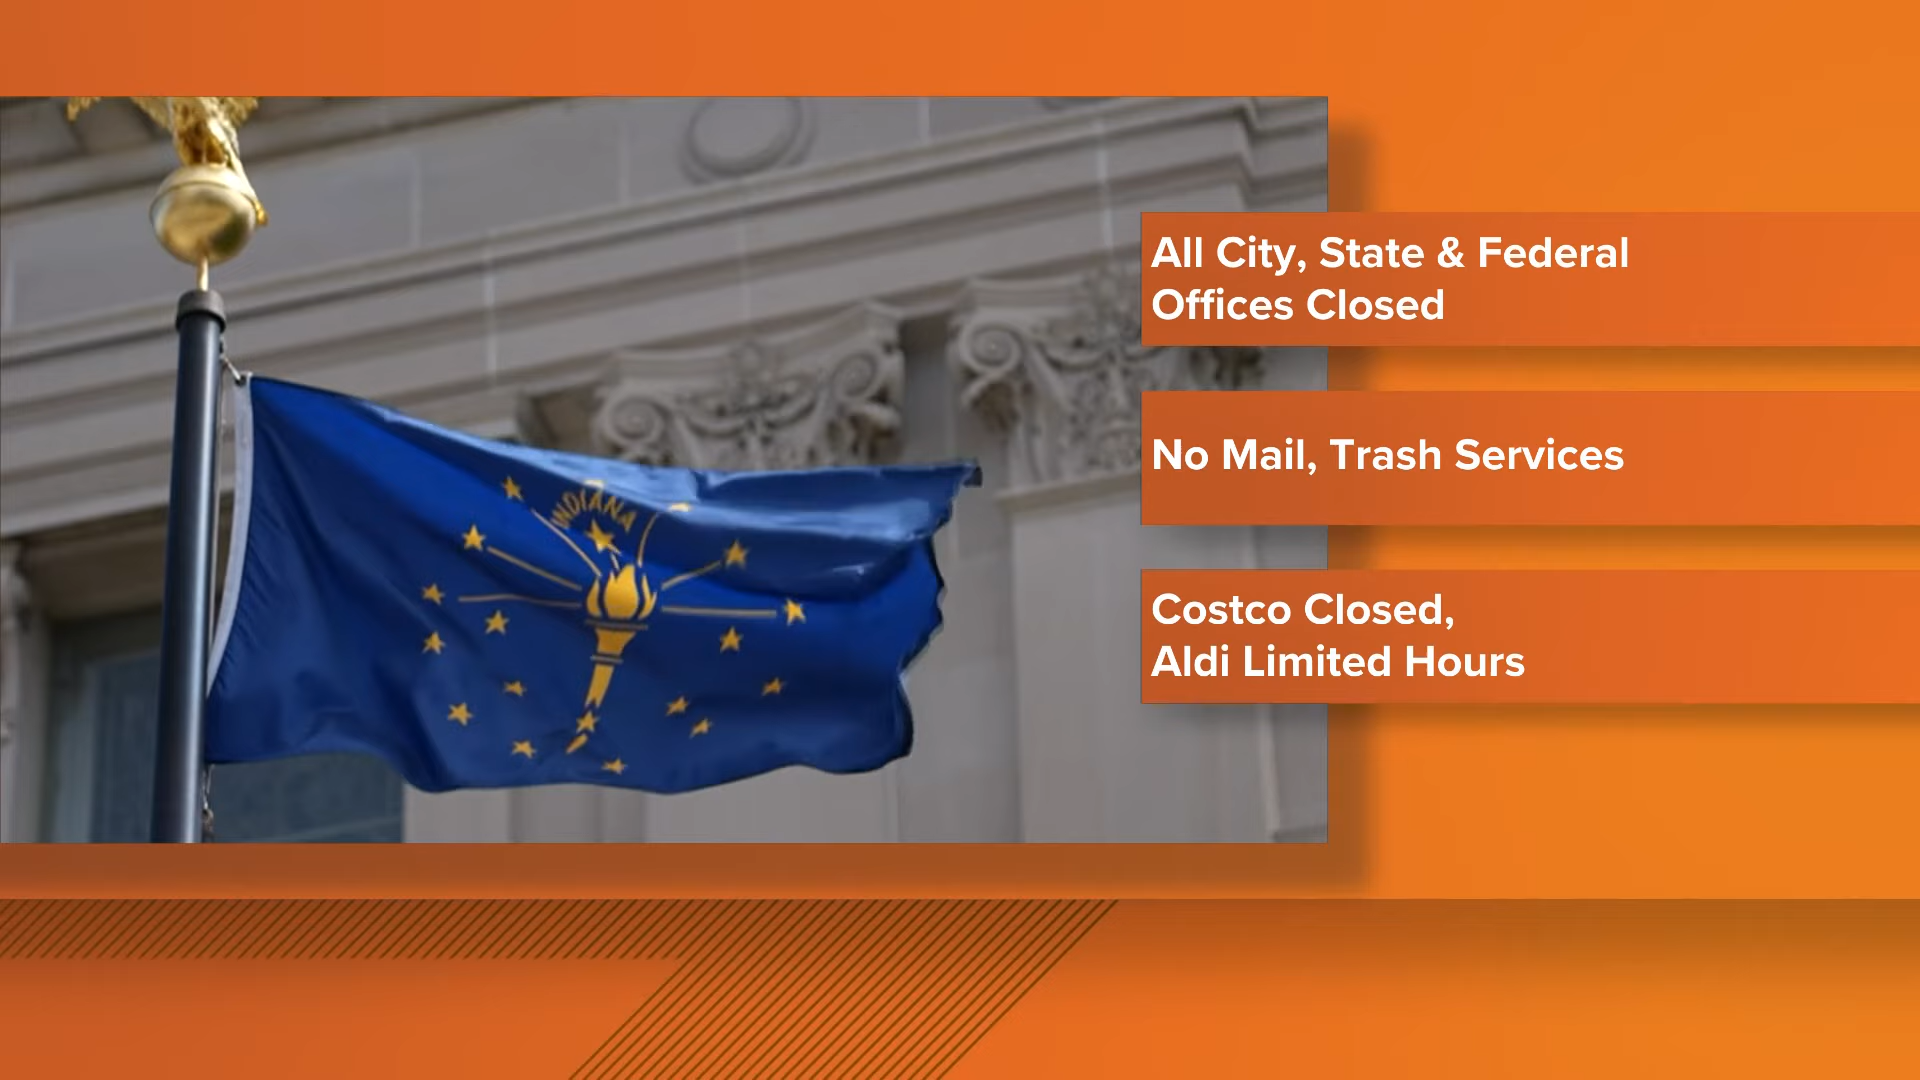 INDIANA
All City, State & Federal
Offices Closed
No Mail, Trash Services
Costco Closed,
Aldi Limited Hours